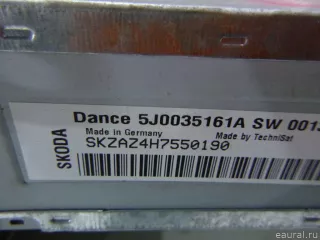 Dance 5J0035161A SW 001
Made in Germany
Made by TechniSat
SKZAZ4H7550190
SKODA
eaural.ru